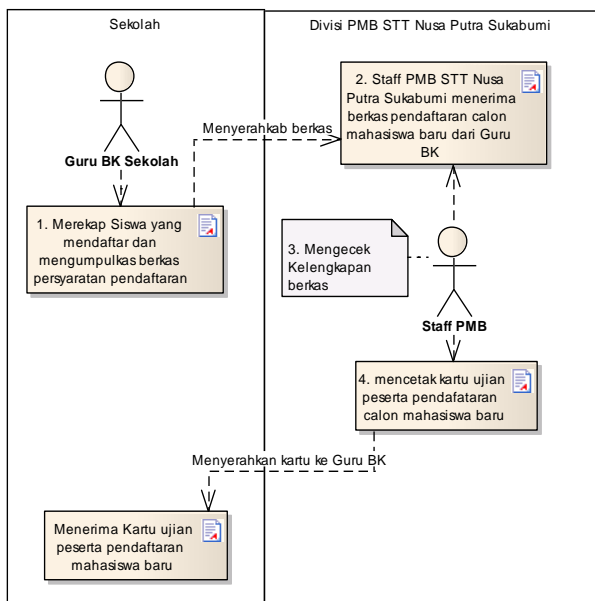 Sekolah
Divisi PMB STT Nusa Putra Sukabumi
Guru BK Sekolah
1. Merekap Siswa yang
mendaftar dan
mengumpulkas berkas
persyaratan pendaftaran
Menyerahkab berkas
2. Staff PMB STT Nusa
Putra Sukabumi menerima
berkas pendaftaran calon
mahasiswa baru dari Guru
BK
3. Mengecek
Kelengkapan
berkas
Staff PMB
4. mencetak kartu ujian
peserta pendafataran
calon mahasiswa baru
Menyerahkan kartu ke Guru BK
Menerima Kartu ujian
peserta pendaftaran
mahasiswa baru